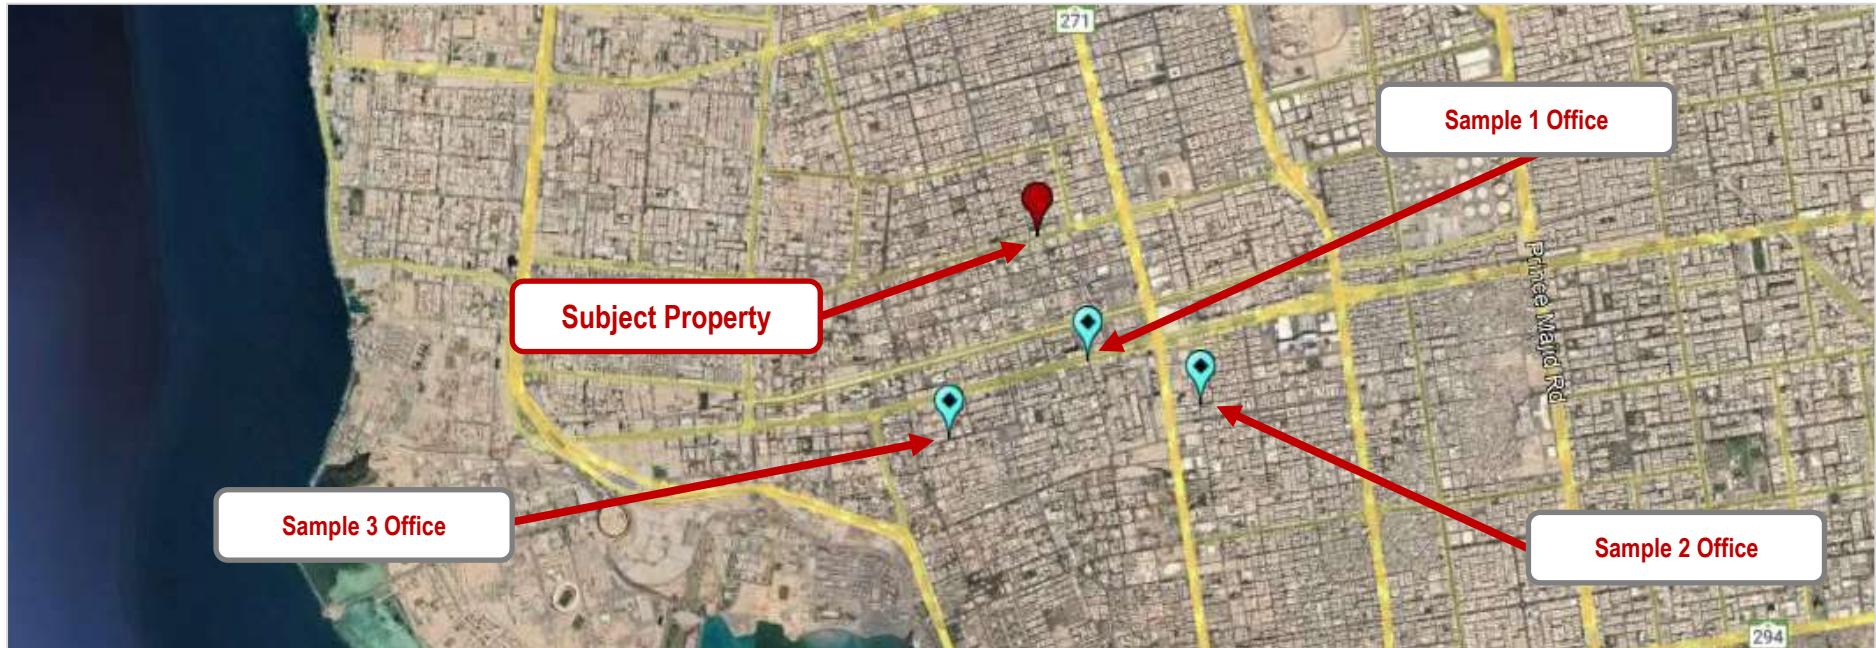 271
Sample 1 Office
Subject Property
Prince Majid Rd
Sample 3 Office
Sample 2 Office
294